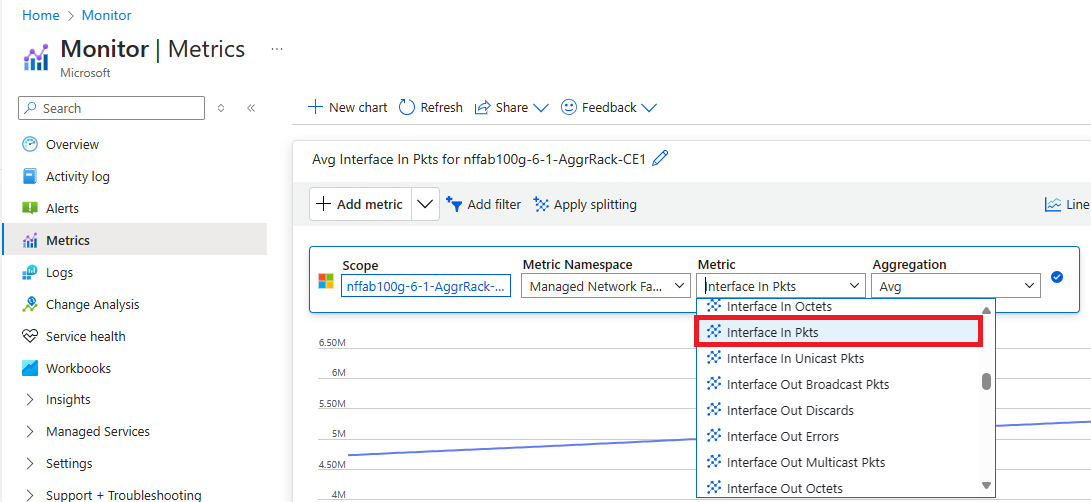 Home > Monitor
Monitor | Metrics ...
Microsoft
Search
Overview
Activity log
Alerts
Metrics
Logs
Change Analysis
Service health
Workbooks
Insights
Managed Services
Settings
Support + Troubleshooting
New chart Refresh Share Feedback
Avg Interface In Pkts for nffab100g-6-1-AggrRack-CE1
Add metric Add filter Apply splitting Line
Scope Metric Namespace Metric Aggregation
nffab100g-6-1-AggrRack-... Managed Network Fa... Interface In Pkts Avg
Interface In Octets
Interface In Pkts
Interface In Unicast Pkts
Interface Out Broadcast Pkts
Interface Out Discards
Interface Out Errors
Interface Out Multicast Pkts
Interface Out Octets
6.50M
6M
5.50M
5M
4.50M
4M